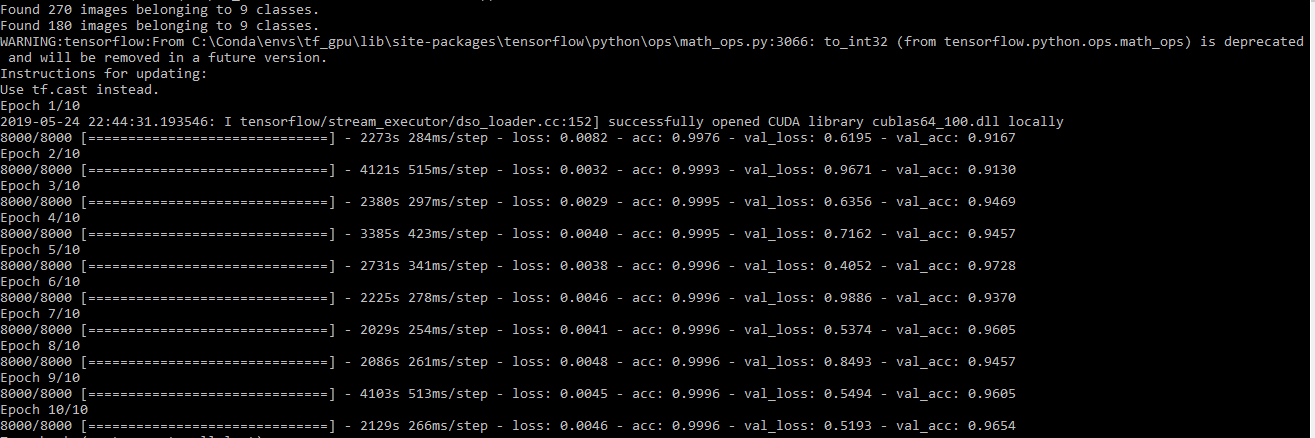 Found 270 images belonging to 9 classes.
Found 180 images belonging to 9 classes.
WARNING:tensorflow:From C:\Conda\envs\tf_gpu\lib\site-packages\tensorflow\python\ops\math_ops.py:3066: to_int32 (from tensorflow.python.ops.math_ops) is deprecated
and will be removed in a future version.
Instructions for updating:
Use tf.cast instead.
Epoch 1/10
2019-05-24 22:44:31.193546: I tensorflow/stream_executor/dso_loader.cc:152] successfully opened CUDA library cublas64_100.dll locally
8000/8000 [==============================] - 2273s 284ms/step - loss: 0.0082 - acc: 0.9976 - val_loss: 0.6195 - val_acc: 0.9167
Epoch 2/10
8000/8000 [==============================] - 4121s 515ms/step - loss: 0.0032 - acc: 0.9993 - val_loss: 0.9671 - val_acc: 0.9130
Epoch 3/10
8000/8000 [==============================] - 2380s 297ms/step - loss: 0.0029 - acc: 0.9995 - val_loss: 0.6356 - val_acc: 0.9469
Epoch 4/10
8000/8000 [==============================] - 3385s 423ms/step - loss: 0.0040 - acc: 0.9995 - val_loss: 0.7162 - val_acc: 0.9457
Epoch 5/10
8000/8000 [==============================] - 2731s 341ms/step - loss: 0.0038 - acc: 0.9996 - val_loss: 0.4052 - val_acc: 0.9728
Epoch 6/10
8000/8000 [==============================] - 2225s 278ms/step - loss: 0.0046 - acc: 0.9996 - val_loss: 0.9886 - val_acc: 0.9370
Epoch 7/10
8000/8000 [==============================] - 2029s 254ms/step - loss: 0.0041 - acc: 0.9996 - val_loss: 0.5374 - val_acc: 0.9605
Epoch 8/10
8000/8000 [==============================] - 2086s 261ms/step - loss: 0.0048 - acc: 0.9996 - val_loss: 0.8493 - val_acc: 0.9457
Epoch 9/10
8000/8000 [==============================] - 4103s 513ms/step - loss: 0.0045 - acc: 0.9996 - val_loss: 0.5494 - val_acc: 0.9605
Epoch 10/10
8000/8000 [==============================] - 2129s 266ms/step - loss: 0.0046 - acc: 0.9996 - val_loss: 0.5193 - val_acc: 0.9654